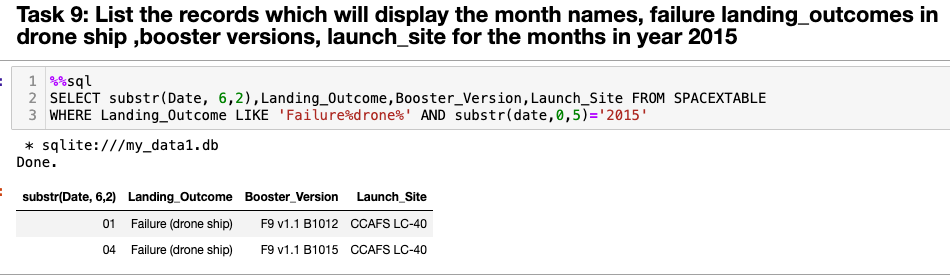 Task 9: List the records which will display the month names, failure landing_outcomes in
drone ship ,booster versions, launch_site for the months in year 2015
1 %%sql
2 SELECT substr(Date, 6,2),Landing_Outcome,Booster_Version,Launch_Site FROM SPACEXTABLE
3 WHERE Landing_Outcome LIKE 'Failure%drone%' AND substr(date,0,5)='2015'
* sqlite:///my_data1.db
Done.
substr(Date, 6,2) Landing_Outcome Booster_Version Launch_Site
01 Failure (drone ship) F9 v1.1 B1012 CCAFS LC-40
04 Failure (drone ship) F9 v1.1 B1015 CCAFS LC-40